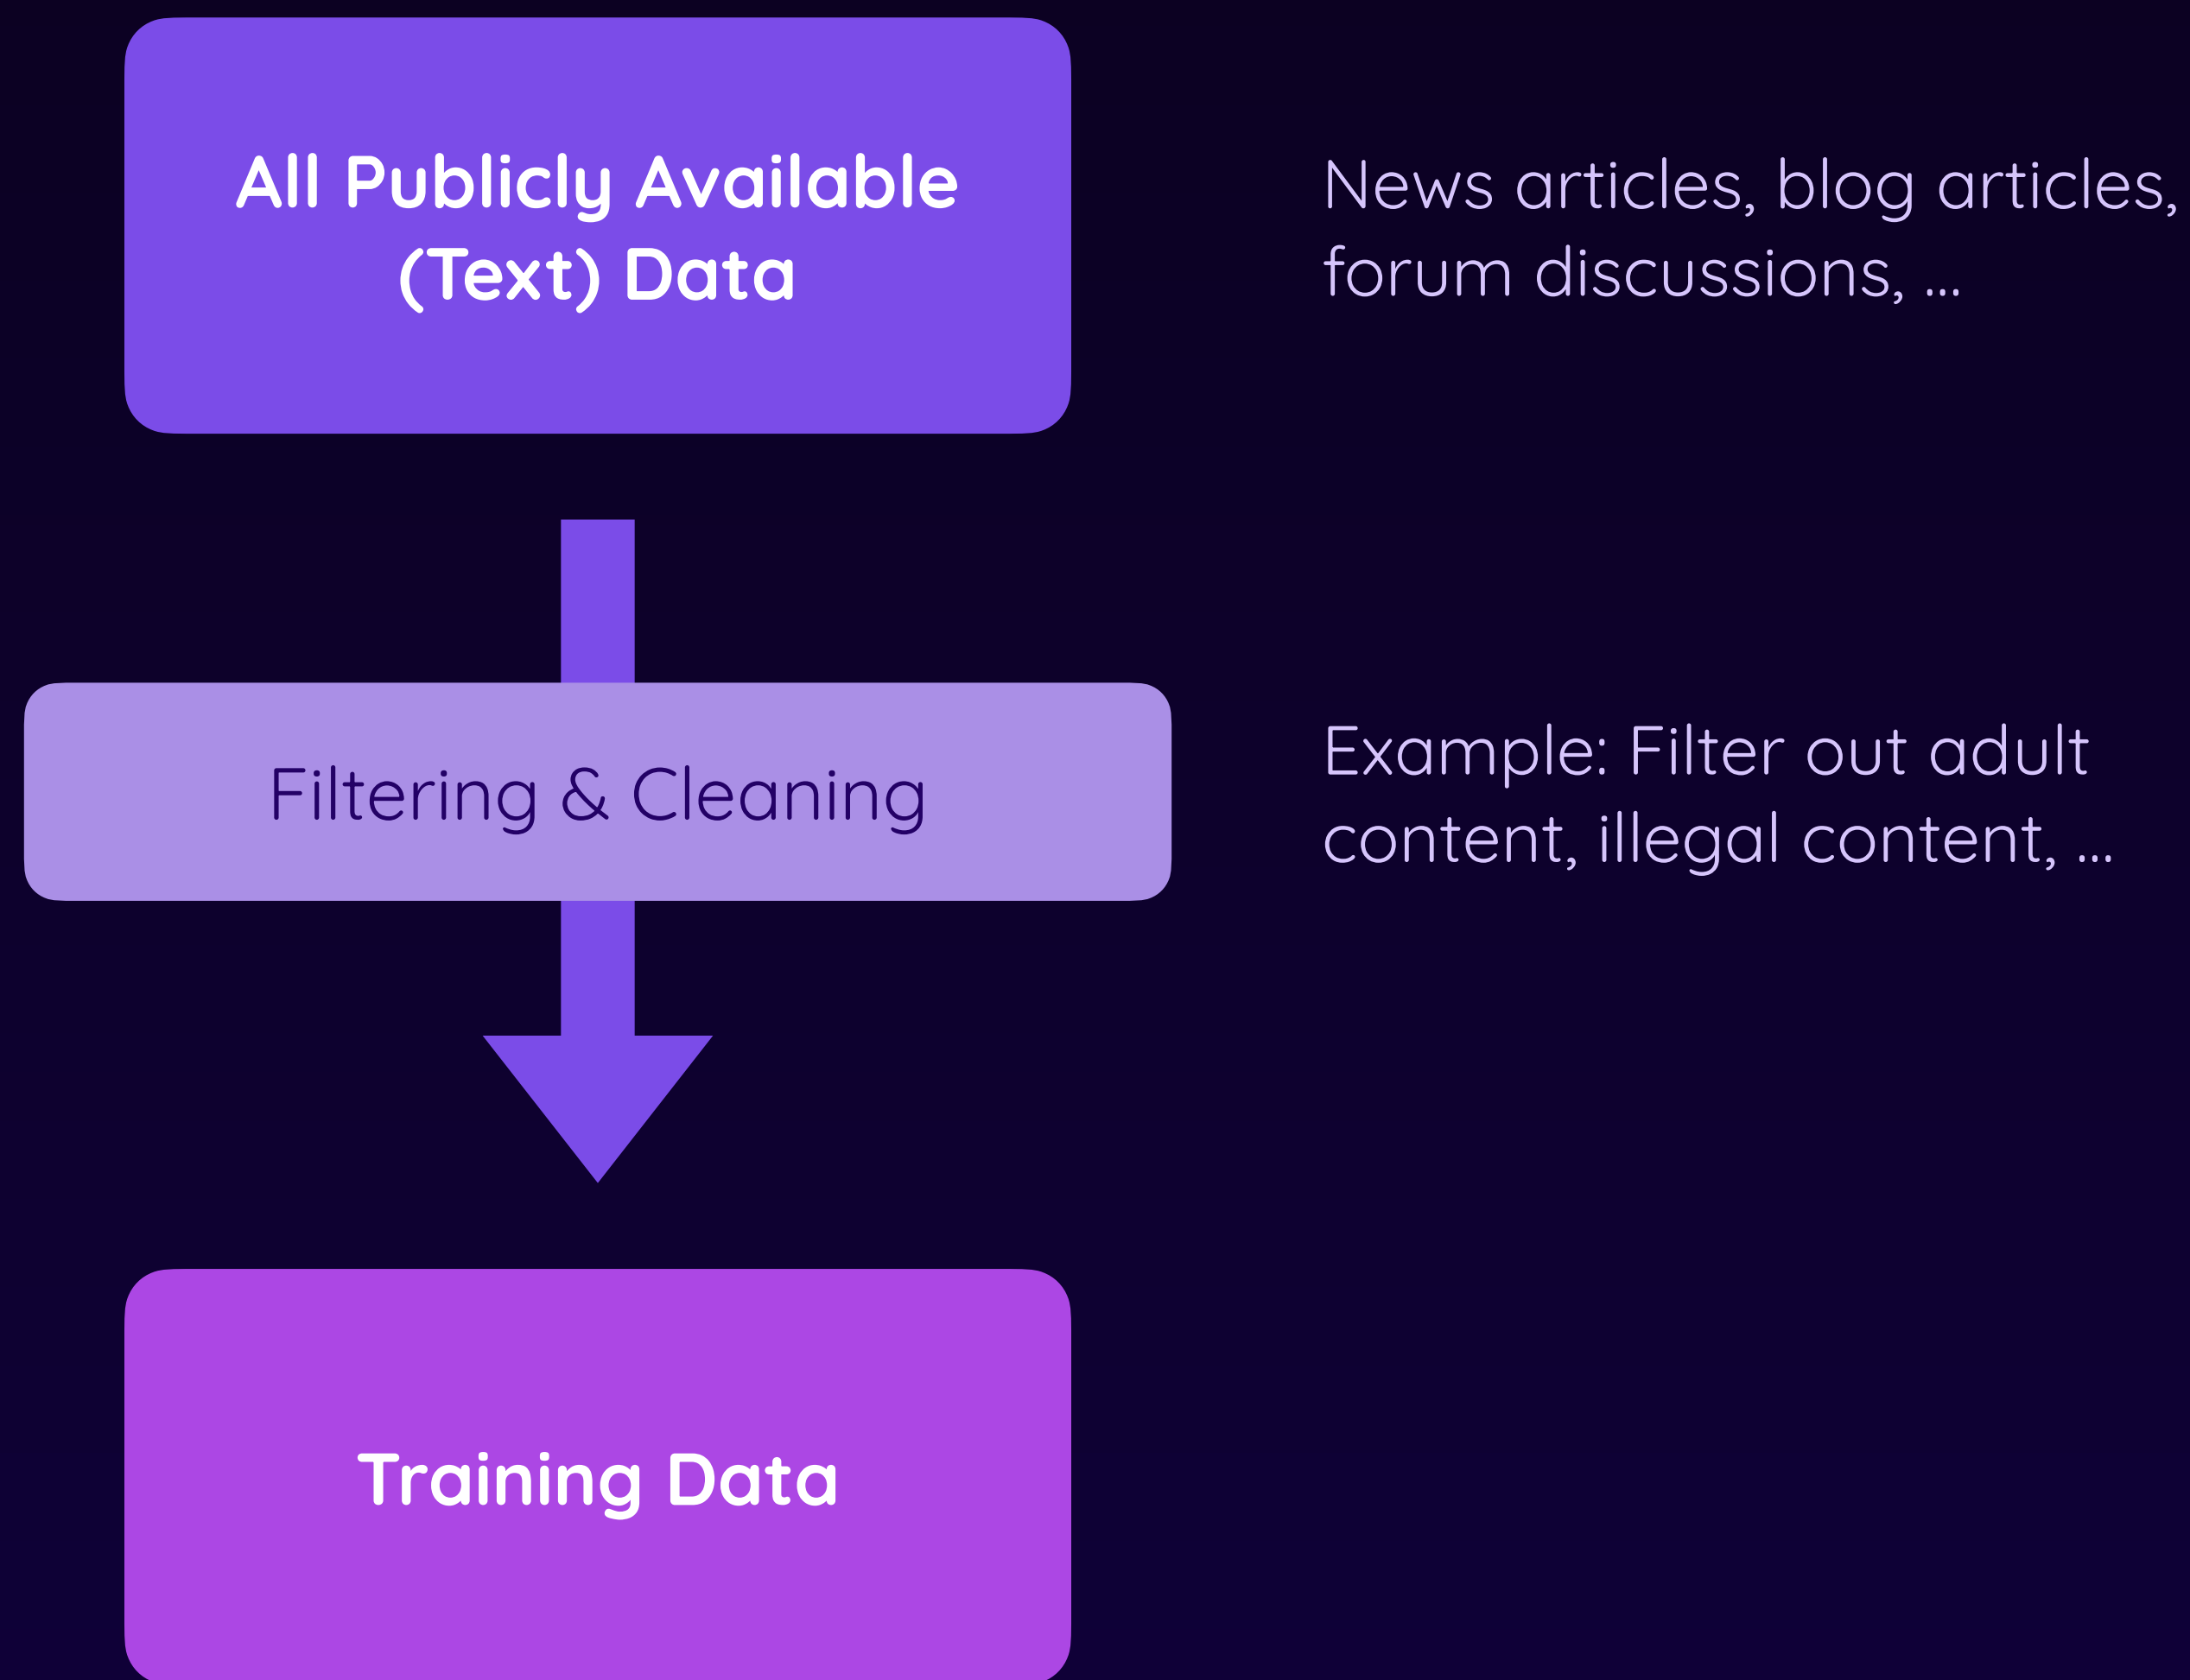 All Publicly Available
(Text) Data
News articles, blog articles,
forum discussions, ...
Filtering & Cleaning
Example: Filter out adult
content, illegal content, ...
Training Data